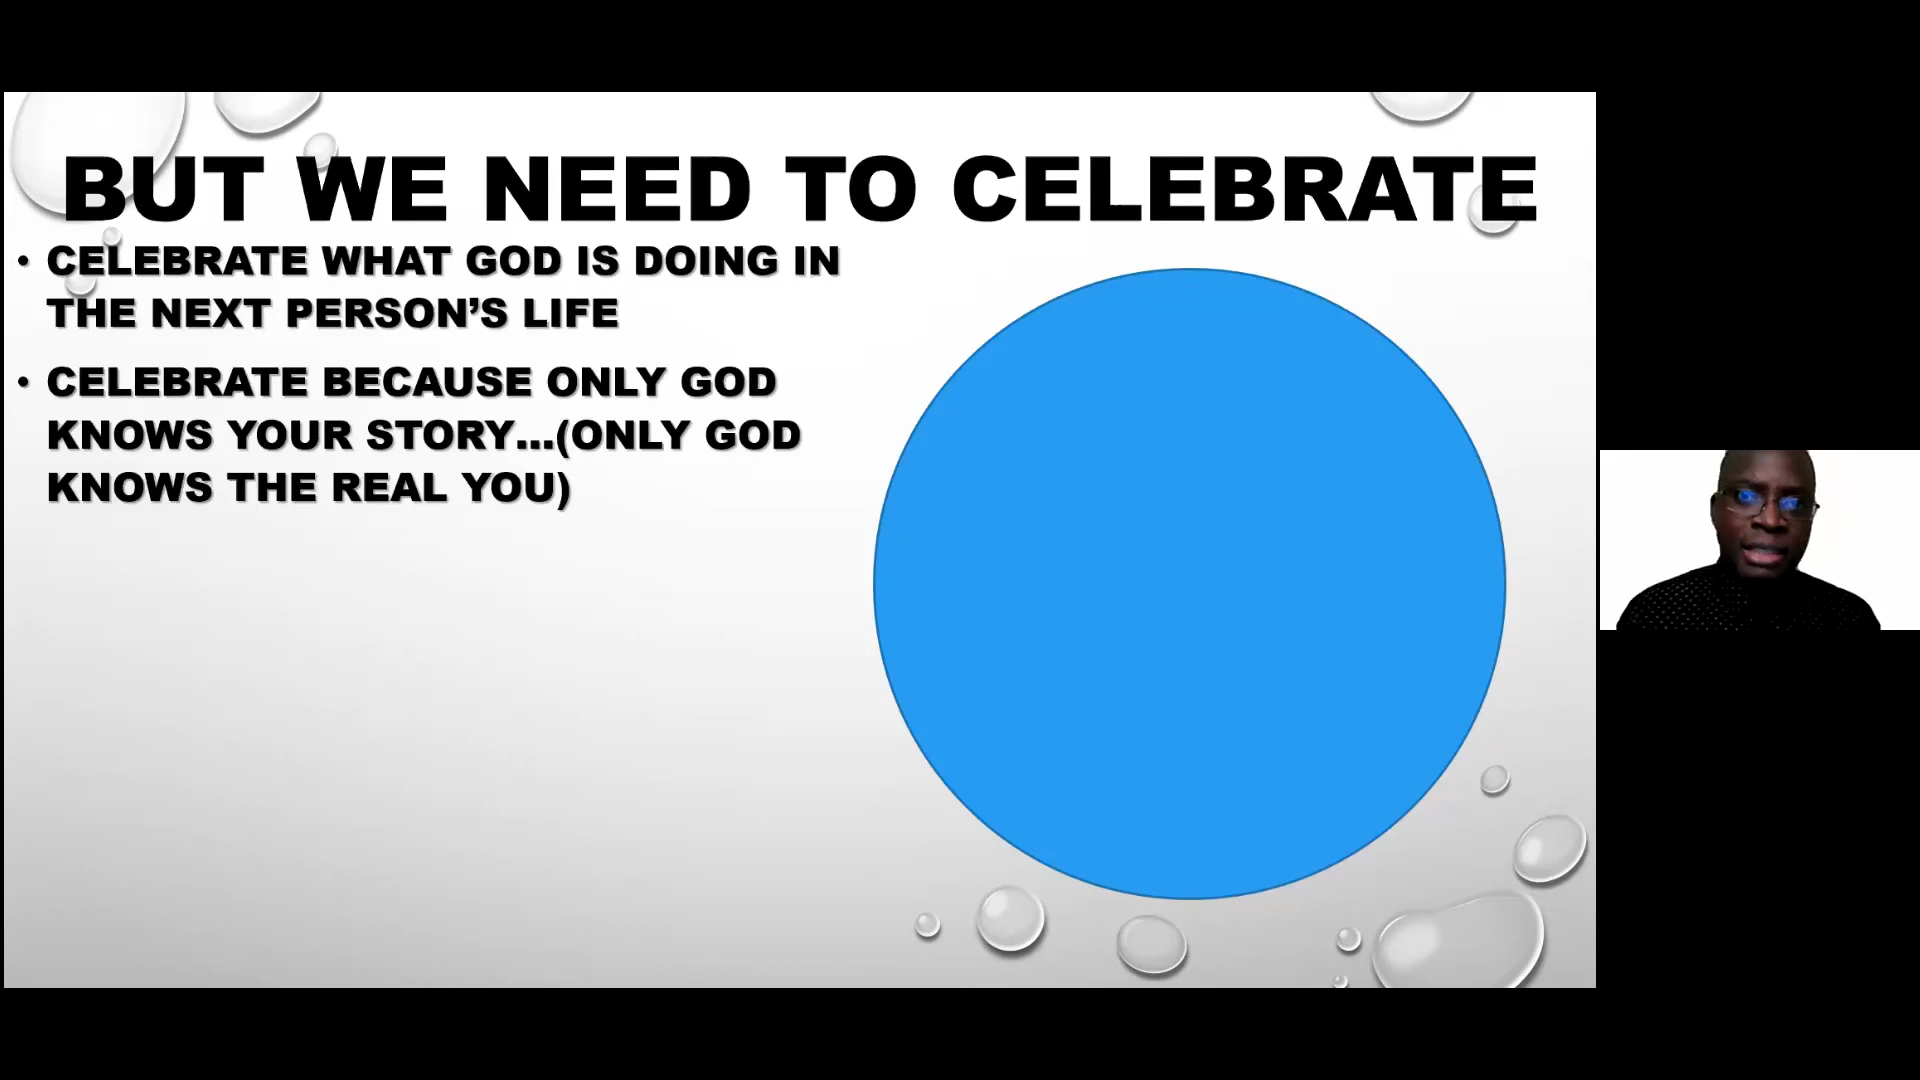 BUT WE NEED TO CELEBRATE
• CELEBRATE WHAT GOD IS DOING IN
THE NEXT PERSON’S LIFE
• CELEBRATE BECAUSE ONLY GOD
KNOWS YOUR STORY…(ONLY GOD
KNOWS THE REAL YOU)